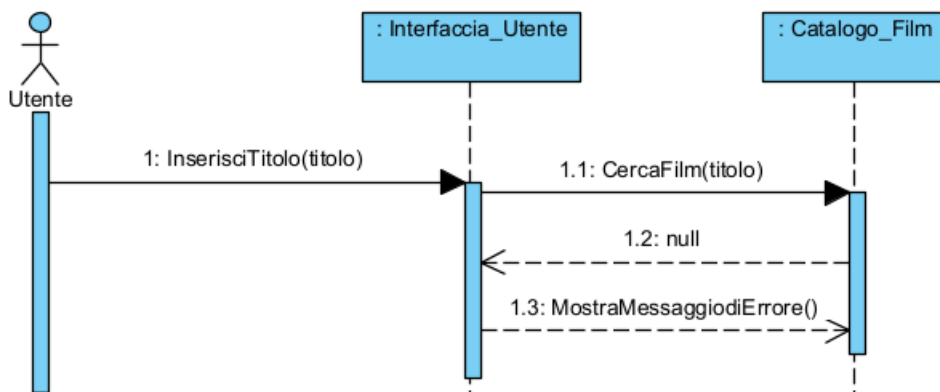 : Interfaccia_Utente
: Catalogo_Film
Utente
1: InserisciTitolo(titolo)
1.1: CercaFilm(titolo)
1.2: null
1.3: MostraMessaggiodiErrore()